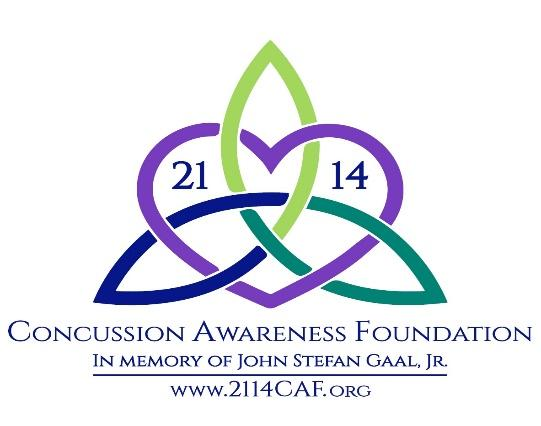 21 14
Concussion Awareness Foundation
In memory of John Stefan Gaal, Jr.
www.2114CAF.org